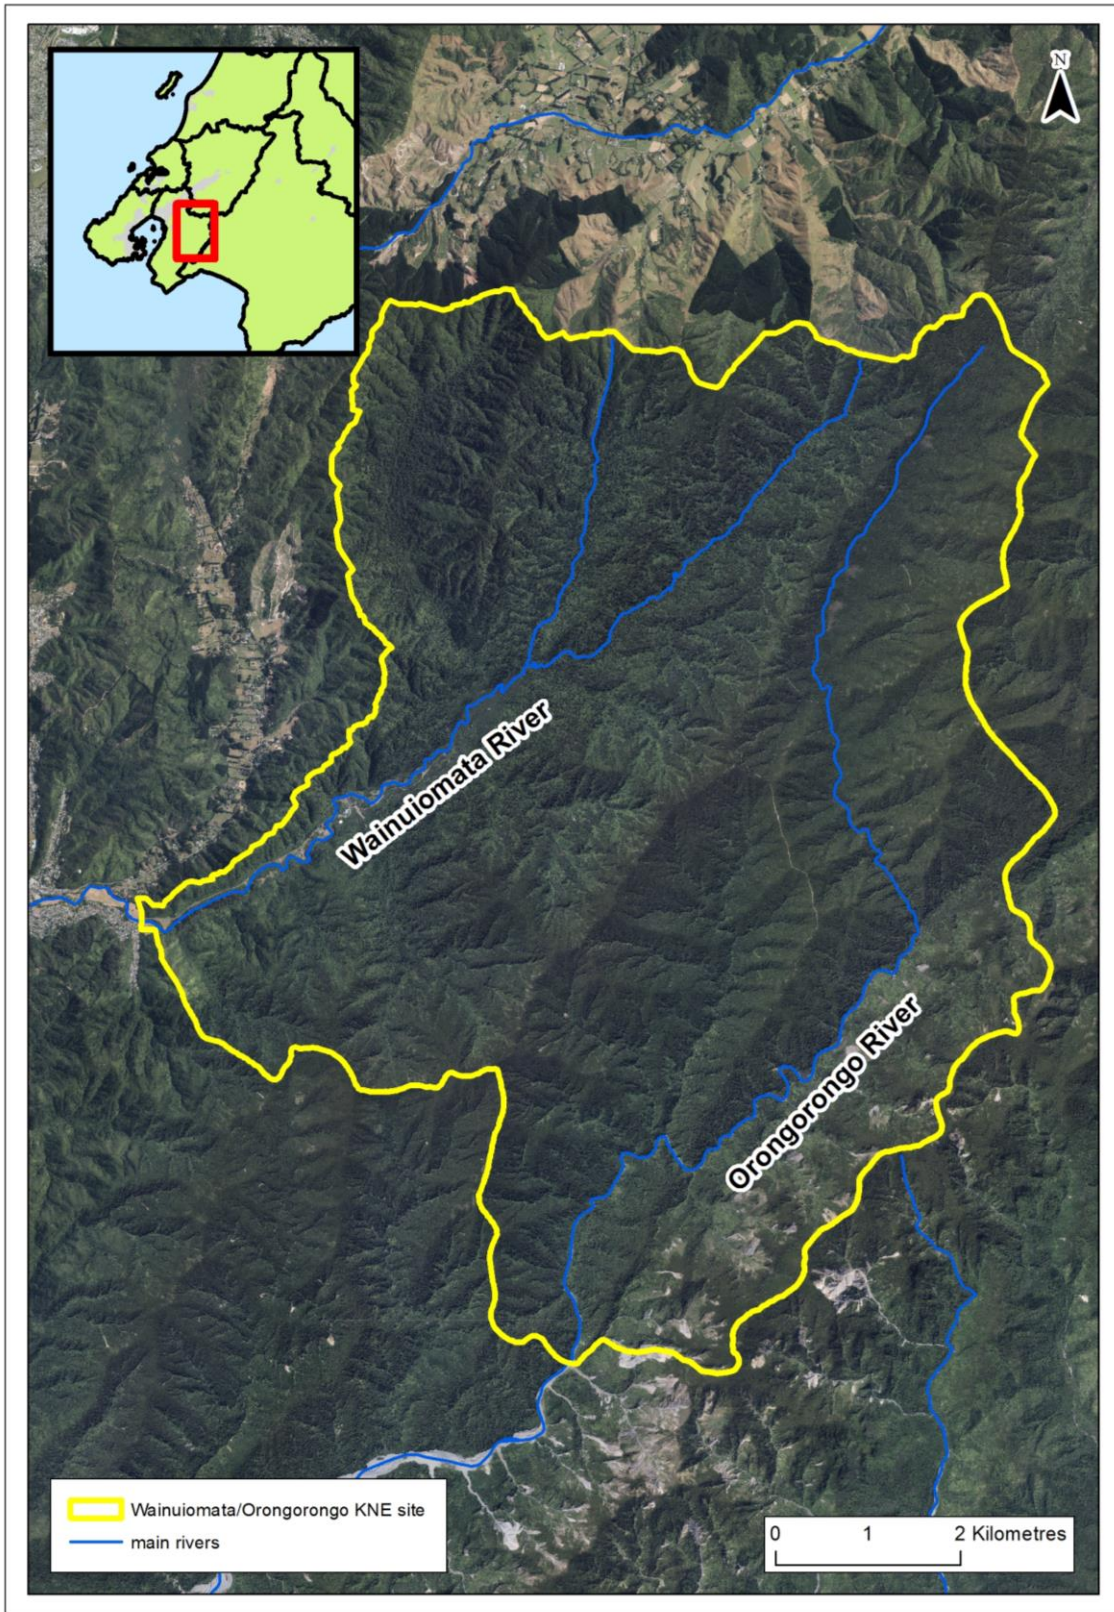 N
Wainuiomata River
Orongorongo River
Wainuiomata/Orongorongo KNE site
main rivers
0 1 2 Kilometres